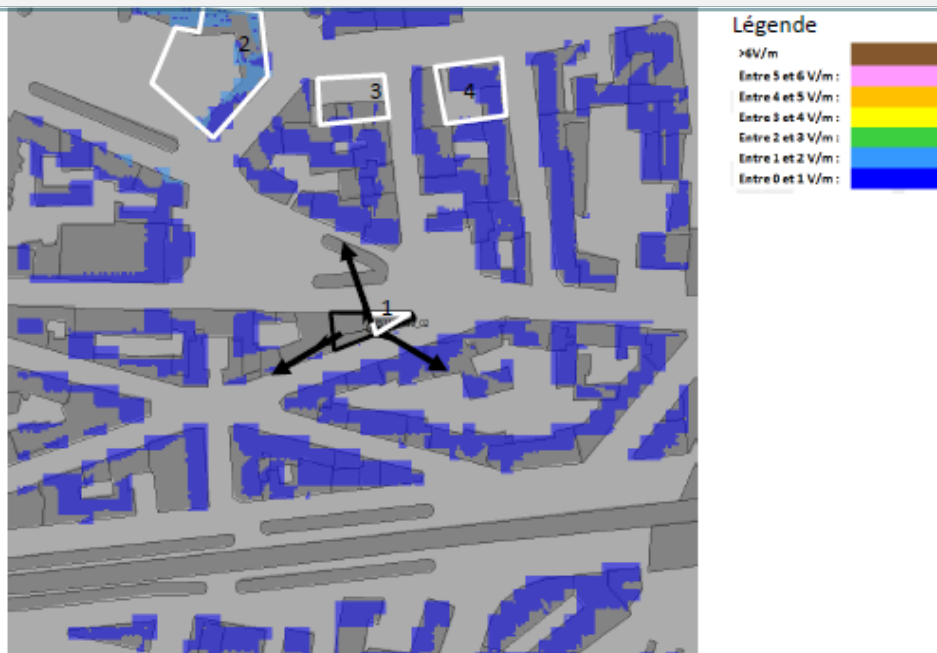 Légende
>6V/m
Entre 5 et 6 V/m :
Entre 4 et 5 V/m :
Entre 3 et 4 V/m :
Entre 2 et 3 V/m :
Entre 1 et 2 V/m :
Entre 0 et 1 V/m :
2
3
4
1